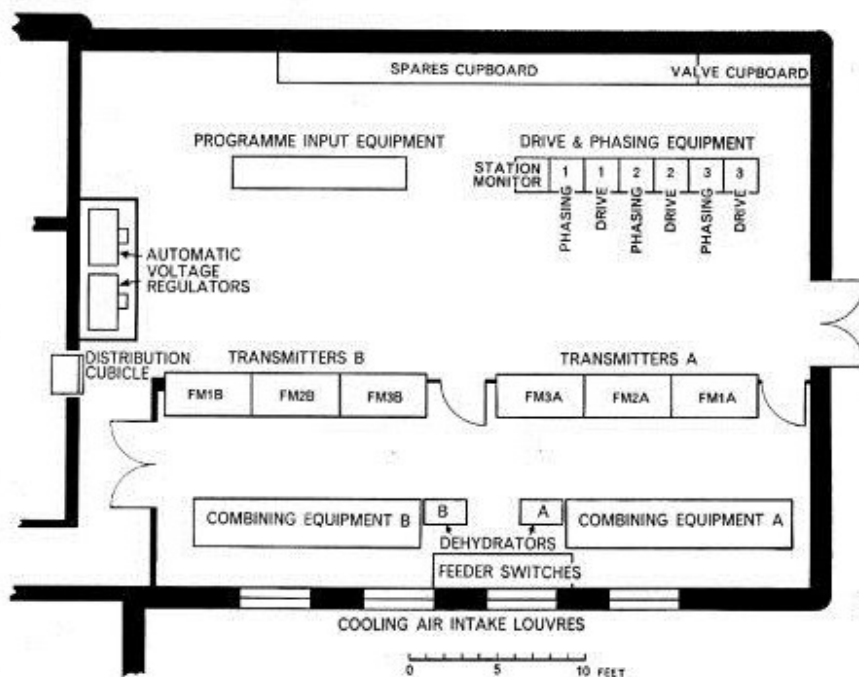 SPARES CUPBOARD
VALVE CUPBOARD
PROGRAMME INPUT EQUIPMENT
DRIVE & PHASING EQUIPMENT
STATION
MONITOR
1
1
2
2
3
3
PHASING
DRIVE
PHASING
DRIVE
PHASING
DRIVE
AUTOMATIC
VOLTAGE
REGULATORS
DISTRIBUTION
CUBICLE
TRANSMITTERS B
TRANSMITTERS A
FM1B
FM2B
FM3B
FM3A
FM2A
FM1A
COMBINING EQUIPMENT B
B
A
COMBINING EQUIPMENT A
DEHYDRATORS
FEEDER SWITCHES
COOLING AIR INTAKE LOUVRES
0 5 10 FEET